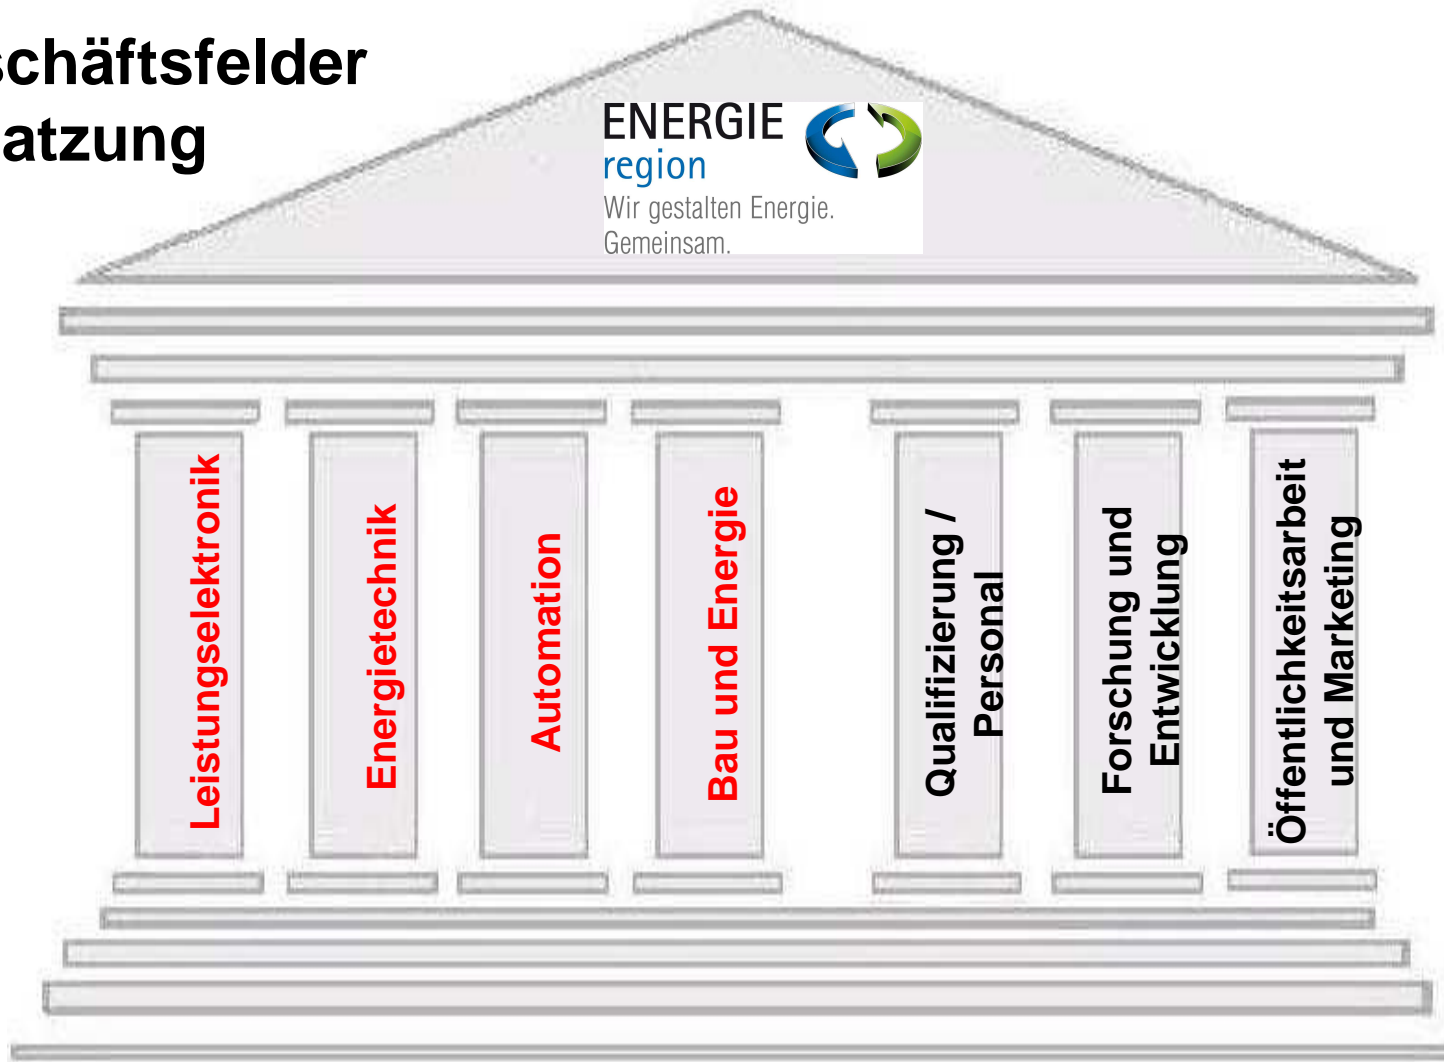 schäftsfelder
atzung
ENERGIE
region
Wir gestalten Energie.
Gemeinsam.
Leistungselektronik
Energietechnik
Automation
Bau und Energie
Qualifizierung /
Personal
Forschung und
Entwicklung
Öffentlichkeitsarbeit
und Marketing